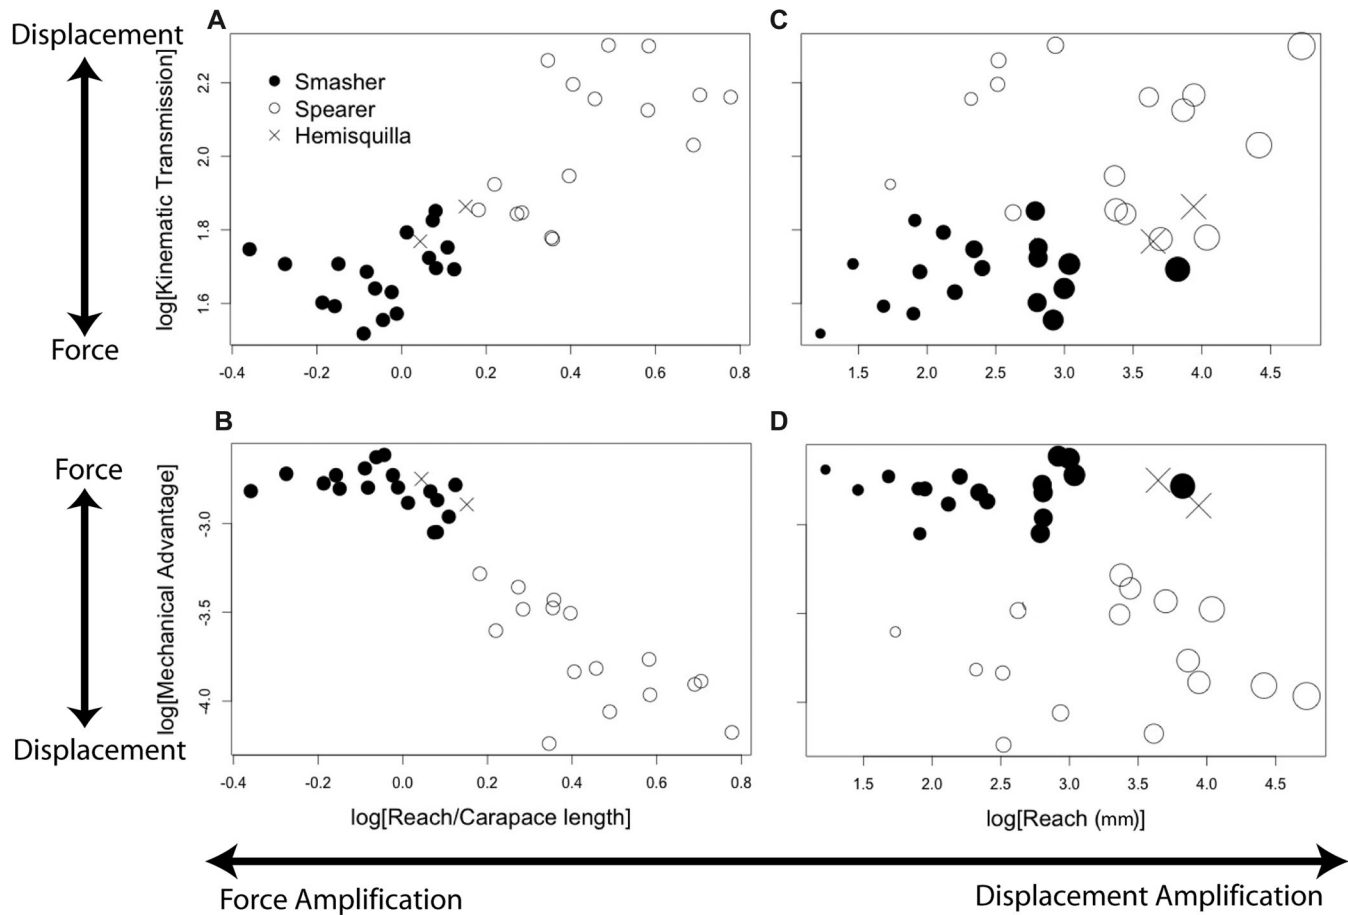 A
C
Displacement
Force
log[Kinematic Transmission]
2.2
2.0
1.8
1.6
Smasher
Spearer
Hemisquilla
-0.4 -0.2 0.0 0.2 0.4 0.6 0.8
1.5 2.0 2.5 3.0 3.5 4.0 4.5
B
D
Force
Displacement
log[Mechanical Advantage]
-3.0
-3.5
-4.0
-0.4 -0.2 0.0 0.2 0.4 0.6 0.8
1.5 2.0 2.5 3.0 3.5 4.0 4.5
log[Reach/Carapace length]
log[Reach (mm)]
Force Amplification
Displacement Amplification